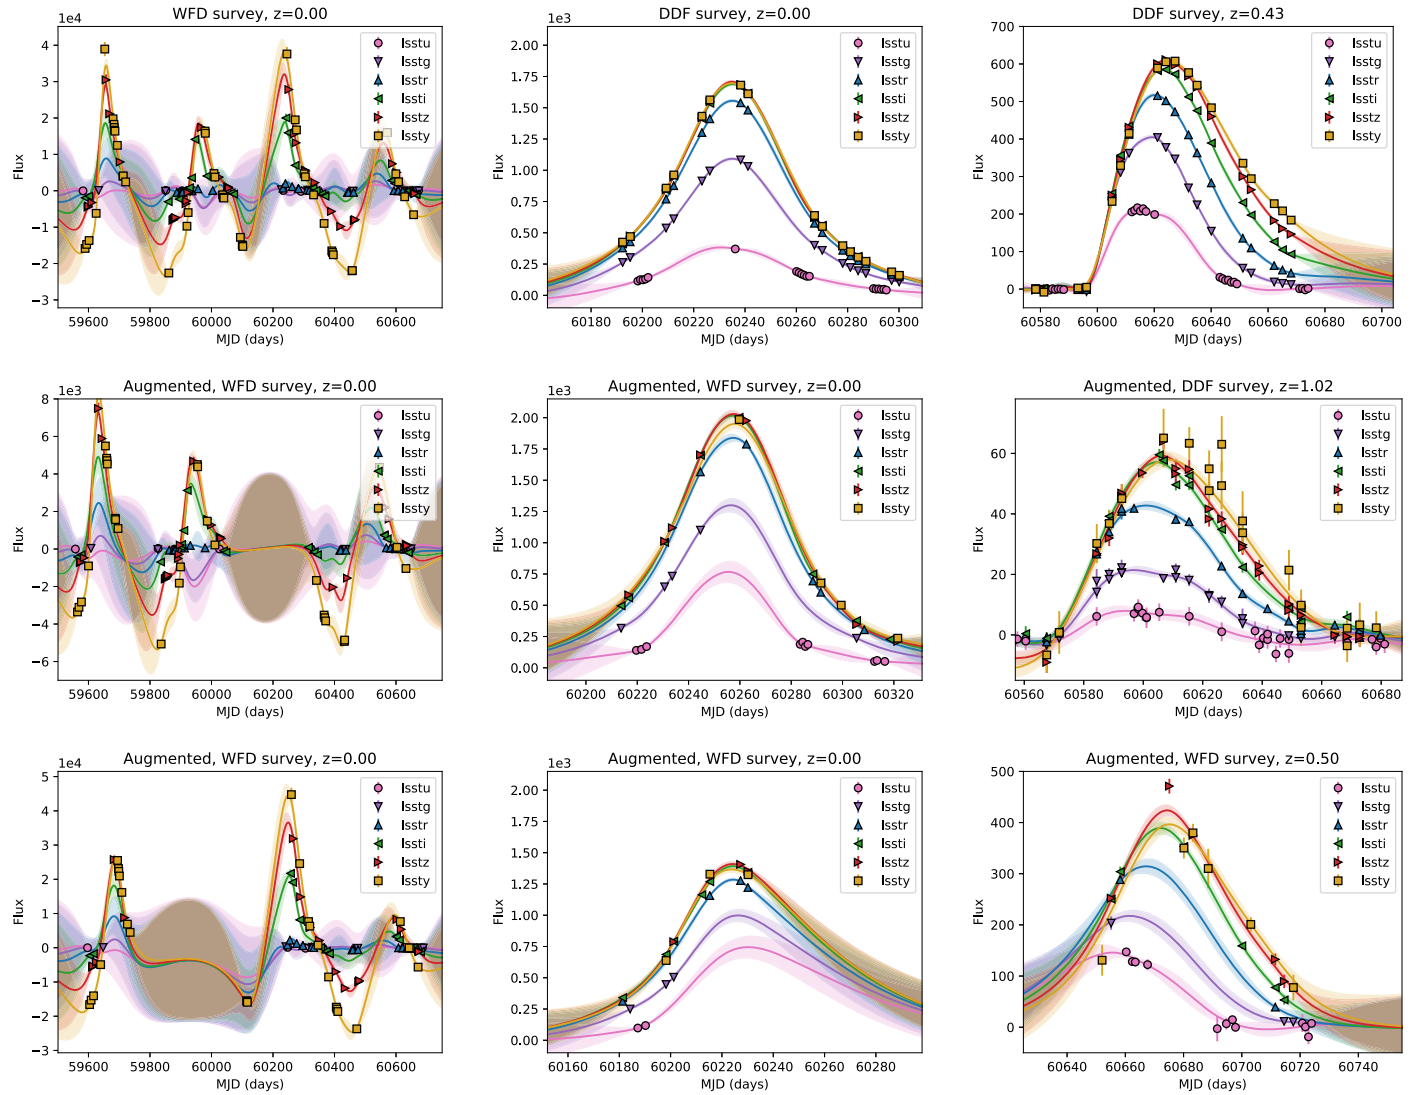 WFD survey, z=0.00
1e4
Flux
4
3
2
1
0
−1
−2
−3
59600 59800 60000 60200 60400 60600
MJD (days)
lsstu
lsstg
lsstr
lssti
lsstz
lssty
DDF survey, z=0.00
1e3
Flux
2.00
1.75
1.50
1.25
1.00
0.75
0.50
0.25
0.00
60180 60200 60220 60240 60260 60280 60300
MJD (days)
lsstu
lsstg
lsstr
lssti
lsstz
lssty
DDF survey, z=0.43
Flux
700
600
500
400
300
200
100
0
60580 60600 60620 60640 60660 60680 60700
MJD (days)
lsstu
lsstg
lsstr
lssti
lsstz
lssty
Augmented, WFD survey, z=0.00
1e3
Flux
8
6
4
2
0
−2
−4
−6
59600 59800 60000 60200 60400 60600
MJD (days)
lsstu
lsstg
lsstr
lssti
lsstz
lssty
Augmented, WFD survey, z=0.00
1e3
Flux
2.00
1.75
1.50
1.25
1.00
0.75
0.50
0.25
0.00
60200 60220 60240 60260 60280 60300 60320
MJD (days)
lsstu
lsstg
lsstr
lssti
lsstz
lssty
Augmented, DDF survey, z=1.02
Flux
60
40
20
0
60560 60580 60600 60620 60640 60660 60680
MJD (days)
lsstu
lsstg
lsstr
lssti
lsstz
lssty
Augmented, WFD survey, z=0.00
1e4
Flux
5
4
3
2
1
0
−1
−2
−3
59600 59800 60000 60200 60400 60600
MJD (days)
lsstu
lsstg
lsstr
lssti
lsstz
lssty
Augmented, WFD survey, z=0.00
1e3
Flux
2.00
1.75
1.50
1.25
1.00
0.75
0.50
0.25
0.00
60160 60180 60200 60220 60240 60260 60280
MJD (days)
lsstu
lsstg
lsstr
lssti
lsstz
lssty
Augmented, WFD survey, z=0.50
Flux
500
400
300
200
100
0
60640 60660 60680 60700 60720 60740
MJD (days)
lsstu
lsstg
lsstr
lssti
lsstz
lssty